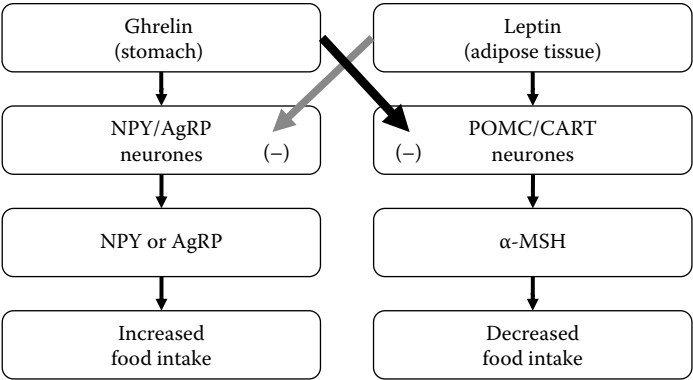 Ghrelin
(stomach)
Leptin
(adipose tissue)
NPY/AgRP
neurones
(–)
POMC/CART
(–)
neurones
NPY or AgRP
α-MSH
Increased
food intake
Decreased
food intake